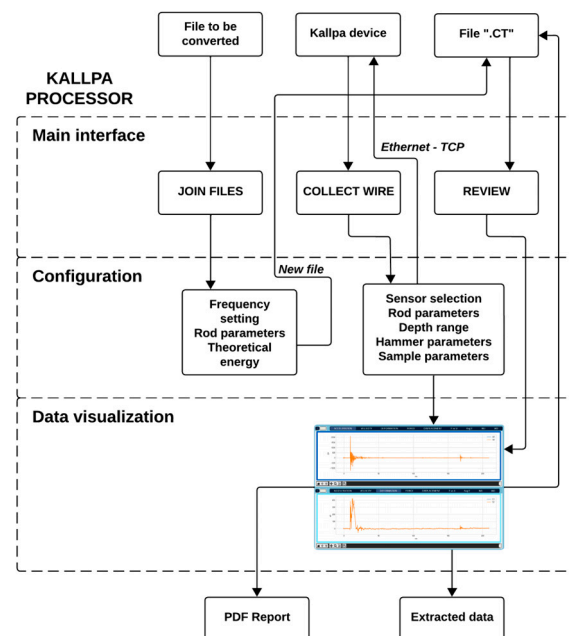 File to be
converted
Kallpa device
File ".CT"
KALLPA
PROCESSOR
Main interface
Ethernet - TCP
JOIN FILES
COLLECT WIRE
REVIEW
Configuration
New file
Frequency
setting
Rod parameters
Theoretical
energy
Sensor selection
Rod parameters
Depth range
Hammer parameters
Sample parameters
Data visualization
PDF Report
Extracted data